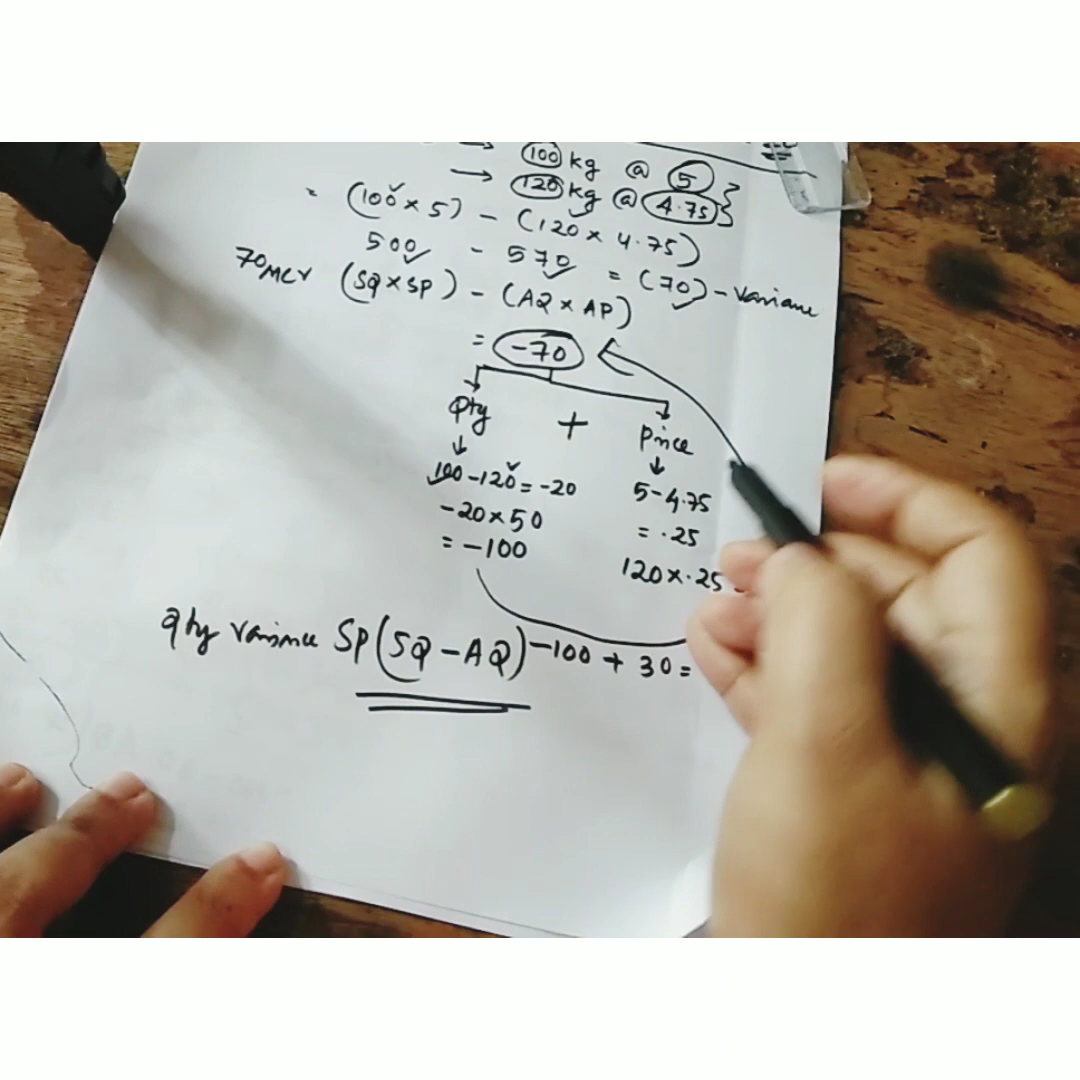 → 100 kg @ 5
→ 120 kg @ 4.75
= (100 × 5) - (120 × 4.75)
500 - 570 = (70) - Variance
70 MCV (SQ × SP) - (AQ × AP)
= -70
Qty + Price
100 - 120 = -20
5 - 4.75
-20 × 50
= .25
= -100
120 × .25
Qty variance SP(SQ - AQ) -100 + 30 =